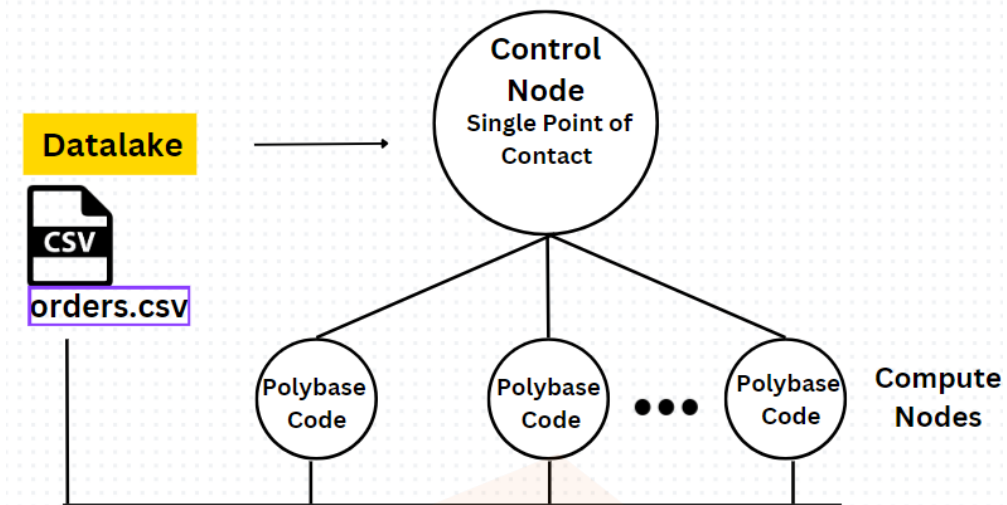 Control
Node
Single Point of
Contact
Datalake
CSV
orders.csv
Polybase
Code
Polybase
Code
Polybase
Code
Compute
Nodes